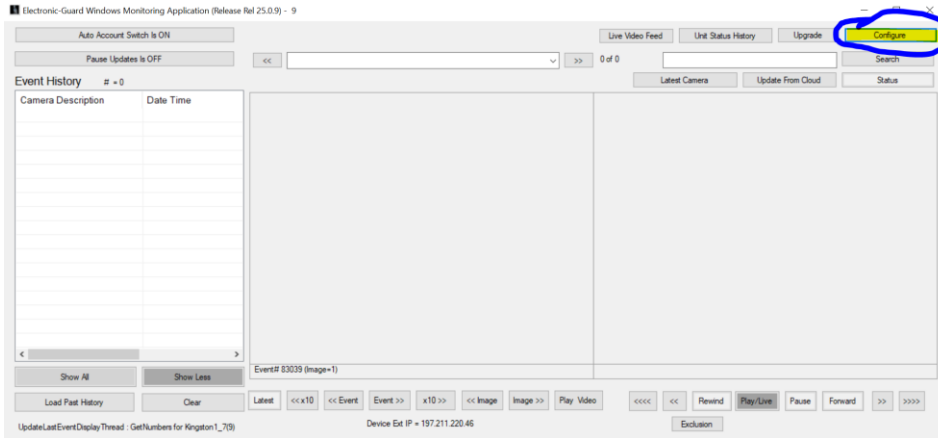 Electronic-Guard Windows Monitoring Application (Release Rel 25.0.9) - 9
Auto Account Switch Is ON
Live Video Feed Unit Status History Upgrade Configure
Pause Updates Is OFF
<< >> 0 of 0 Search
Event History # = 0
Latest Camera Update From Cloud Status
Camera Description Date Time
Event# 83039 (Image=1)
Show All Show Less
Load Past History Clear
Latest <<x10 << Event Event >> x10 >> << Image Image >> Play Video <<<< << Rewind Play/Live Pause Forward >> >>>>
UpdateLastEventDisplayThread : GetNumbers for Kingston1_7(9)
Device Ext IP = 197.211.220.46
Exclusion